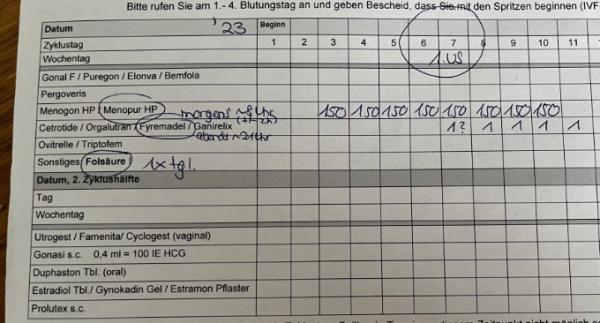 Bitte rufen Sie am 1.- 4. Blutungstag an und geben Bescheid, dass Sie mit den Spritzen beginnen (IVF
Datum '23 Beginn
Zyklustag 1 2 3 4 5 6 7 8 9 10 11
Wochentag 1. US
Gonal F / Puregon / Elonva / Bemfola
Pergoveris
Menogon HP / Menopur HP morgens ~8 Uhr 150 150 150 150 150 150 150 150
(+/- 2h)
Cetrotide / Orgalutran / Fyremadel / Ganirelix 1? 1 1 1 1
abends ~21 Uhr
Ovitrelle / Triptofem
Sonstiges Folsäure 1x tgl.
Datum, 2. Zyklushälfte
Tag
Wochentag
Utrogest / Famenita/ Cyclogest (vaginal)
Gonasi s.c. 0,4 ml = 100 IE HCG
Duphaston Tbl. (oral)
Estradiol Tbl./ Gynokadin Gel / Estramon Pflaster
Prolutex s.c.